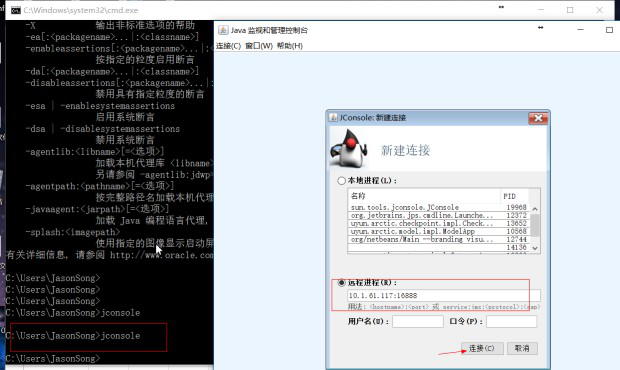 C:\Windows\system32\cmd.exe
-X 输出非标准选项的帮助
-ea[:<packagename>...|:<classname>]
-enableassertions[:<packagename>...|:<
按指定的粒度启用断言
-da[:<packagename>...|:<classname>]
-disableassertions[:<packagename>...|:
禁用具有指定粒度的断言
-esa | -enablesystemassertions
启用系统断言
-dsa | -disablesystemassertions
禁用系统断言
-agentlib:<libname>[=<选项>]
加载本机代理库 <libname>
另请参阅 -agentlib:jdwp=
-agentpath:<pathname>[=<选项>]
按完整路径名加载本机代理
-javaagent:<jarpath>[=<选项>]
加载 Java 编程语言代理,
-splash:<imagepath>
使用指定的图像显示启动屏
有关详细信息, 请参阅 http://www.oracle.com
C:\Users\JasonSong>
C:\Users\JasonSong>
C:\Users\JasonSong>
C:\Users\JasonSong>jconsole
C:\Users\JasonSong>jconsole
C:\Users\JasonSong>
Java 监视和管理控制台
连接(C) 窗口(W) 帮助(H)
JConsole: 新建连接
新建连接
本地进程(L):
名称 PID
sun.tools.jconsole.JConsole 19968
org.jetbrains.jps.cmdline.Launche... 12372
uyun.arctic.impl.Check... 13652
uyun.arctic.model.impl.ModelApp 10568
org/netbeans/Main --branding visu... 12744
14136
远程进程(R):
10.1.61.117:16888
用法: <hostname>:<port> 或 service:jmx:<protocol>:<sap>
用户名(U): 口令(P):
连接(C) 取消